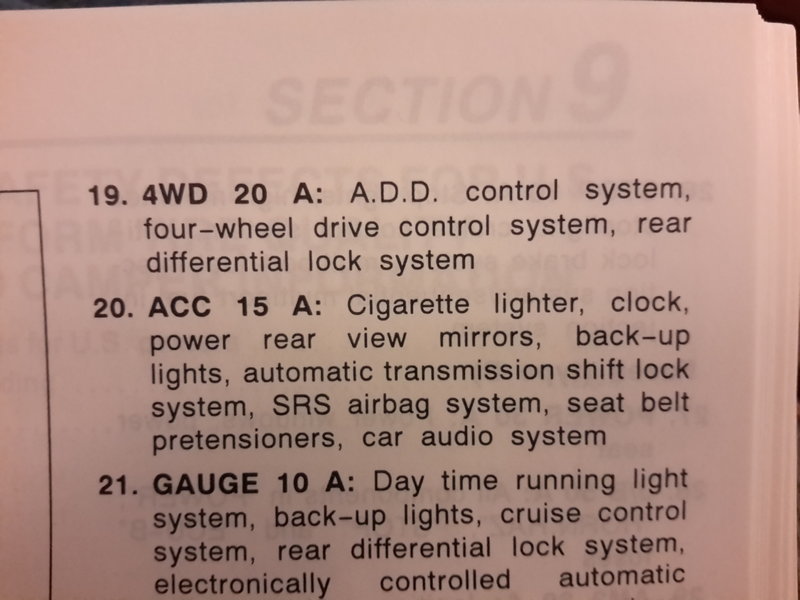 SECTION 9
19. 4WD 20 A: A.D.D. control system,
four–wheel drive control system, rear
differential lock system
20. ACC 15 A: Cigarette lighter, clock,
power rear view mirrors, back–up
lights, automatic transmission shift lock
system, SRS airbag system, seat belt
pretensioners, car audio system
21. GAUGE 10 A: Day time running light
system, back–up lights, cruise control
system, rear differential lock system,
electronically controlled automatic